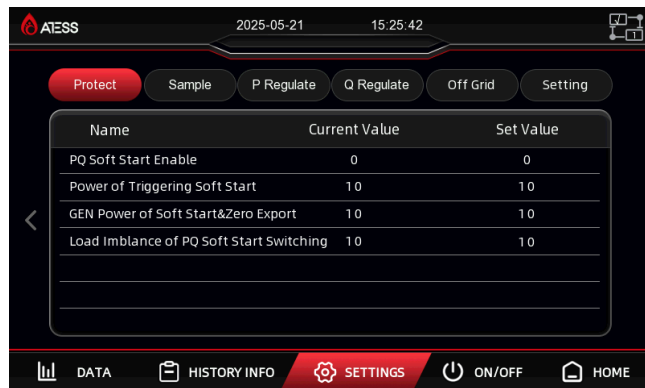 ATESS 2025-05-21 15:25:42
1
Protect Sample P Regulate Q Regulate Off Grid Setting
Name Current Value Set Value
PQ Soft Start Enable 0 0
Power of Triggering Soft Start 10 10
GEN Power of Soft Start&Zero Export 10 10
Load Imblance of PQ Soft Start Switching 10 10
DATA HISTORY INFO SETTINGS ON/OFF HOME